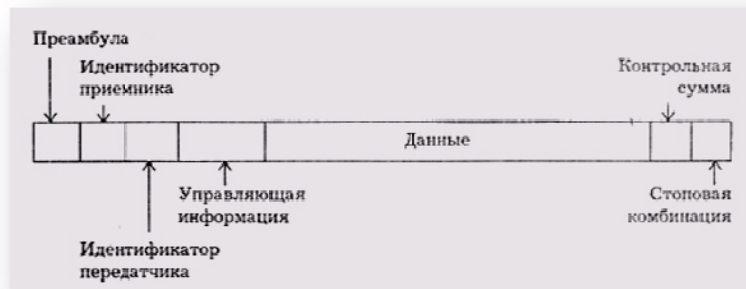 Преамбула
Идентификатор
приемника
Контрольная
сумма
Данные
Управляющая
информация
Стоповая
комбинация
Идентификатор
передатчика